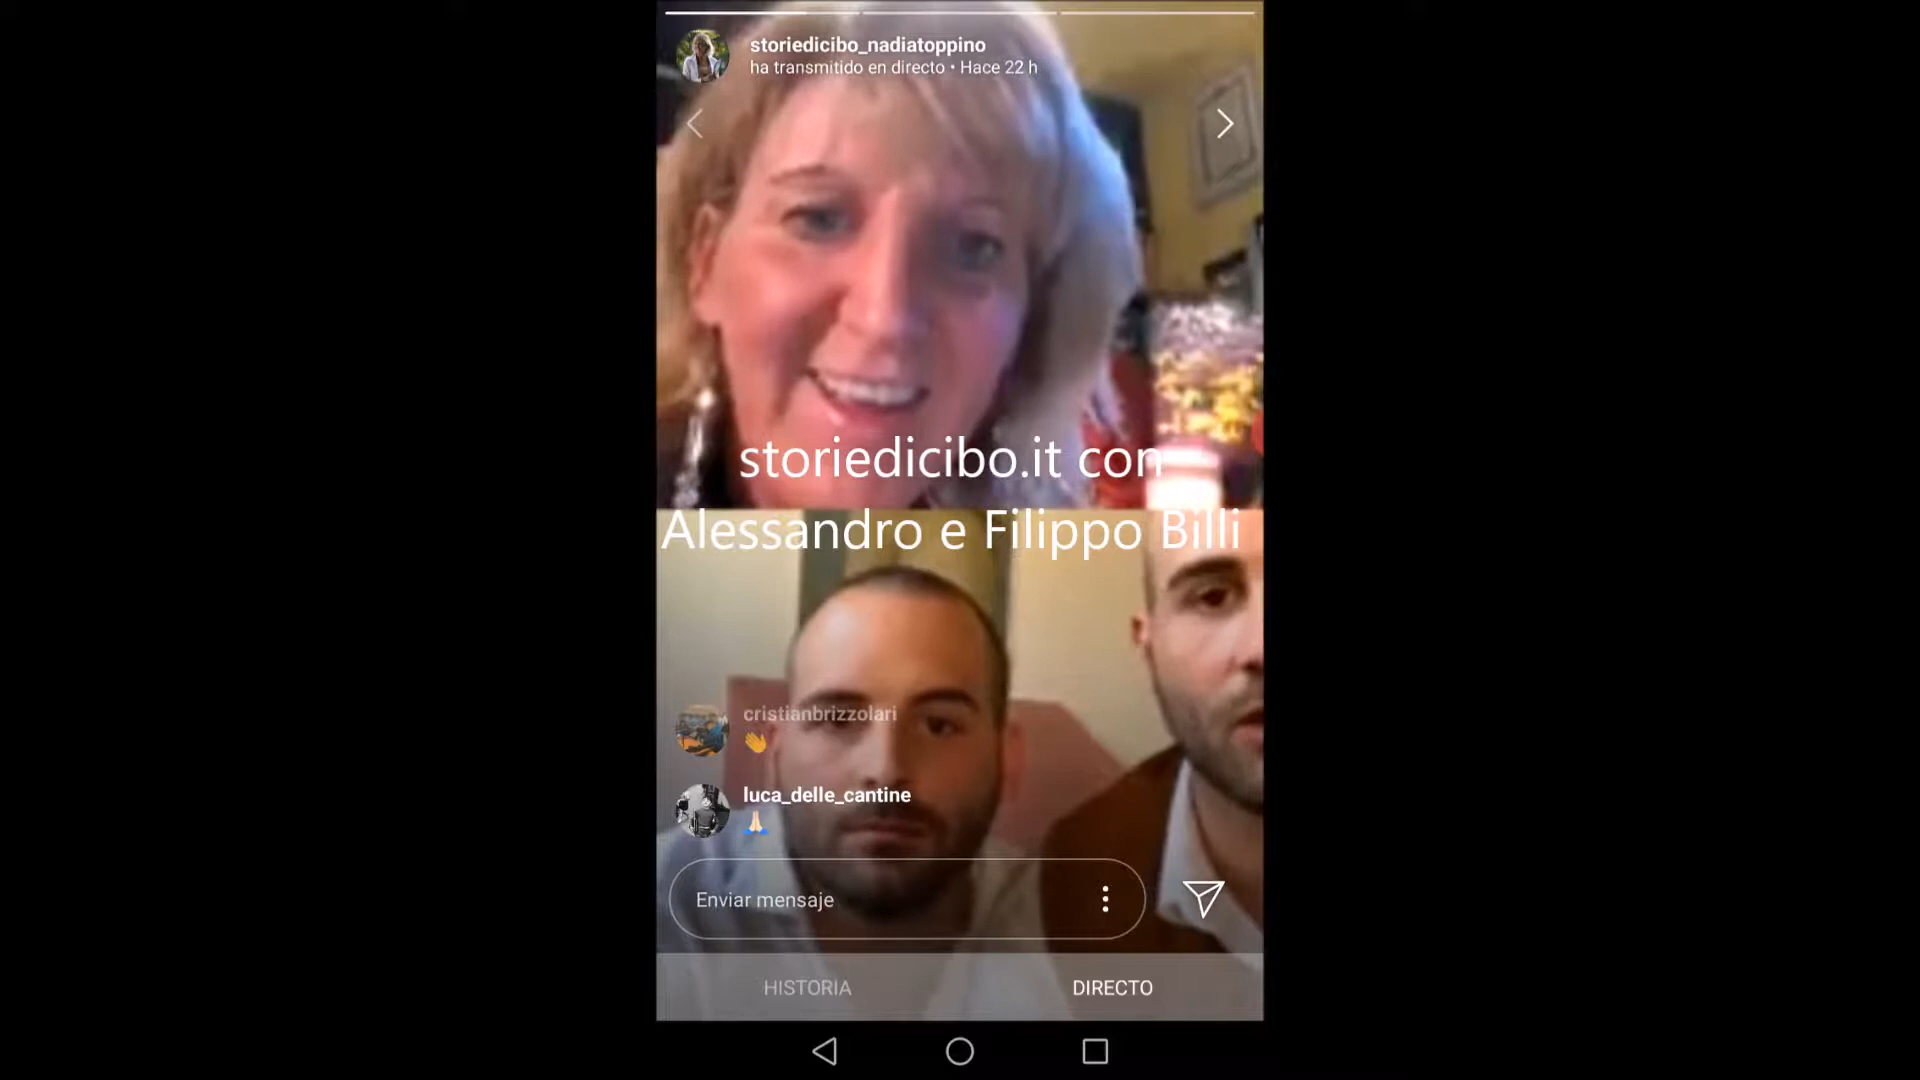 storiedicibo_nadiatoppino
ha transmitido en directo • Hace 22 h
storiedicibo.it con
Alessandro e Filippo Billi
cristianbrizzolari
👏
luca_delle_cantine
🙏🏻
Enviar mensaje
HISTORIA
DIRECTO